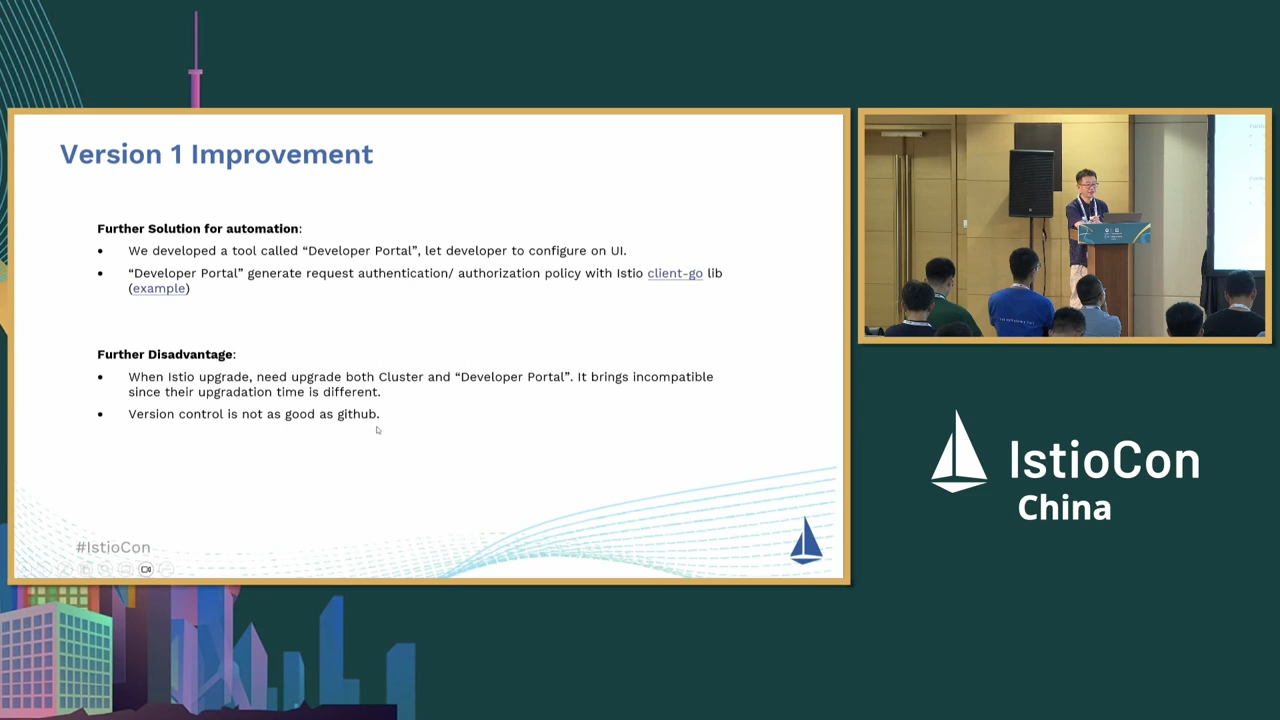 Version 1 Improvement
Further Solution for automation:
• We developed a tool called “Developer Portal”, let developer to configure on UI.
• “Developer Portal” generate request authentication/ authorization policy with Istio client-go lib
(example)
Further Disadvantage:
• When Istio upgrade, need upgrade both Cluster and “Developer Portal”. It brings incompatible
since their upgradation time is different.
• Version control is not as good as github.
#IstioCon
IstioCon
China